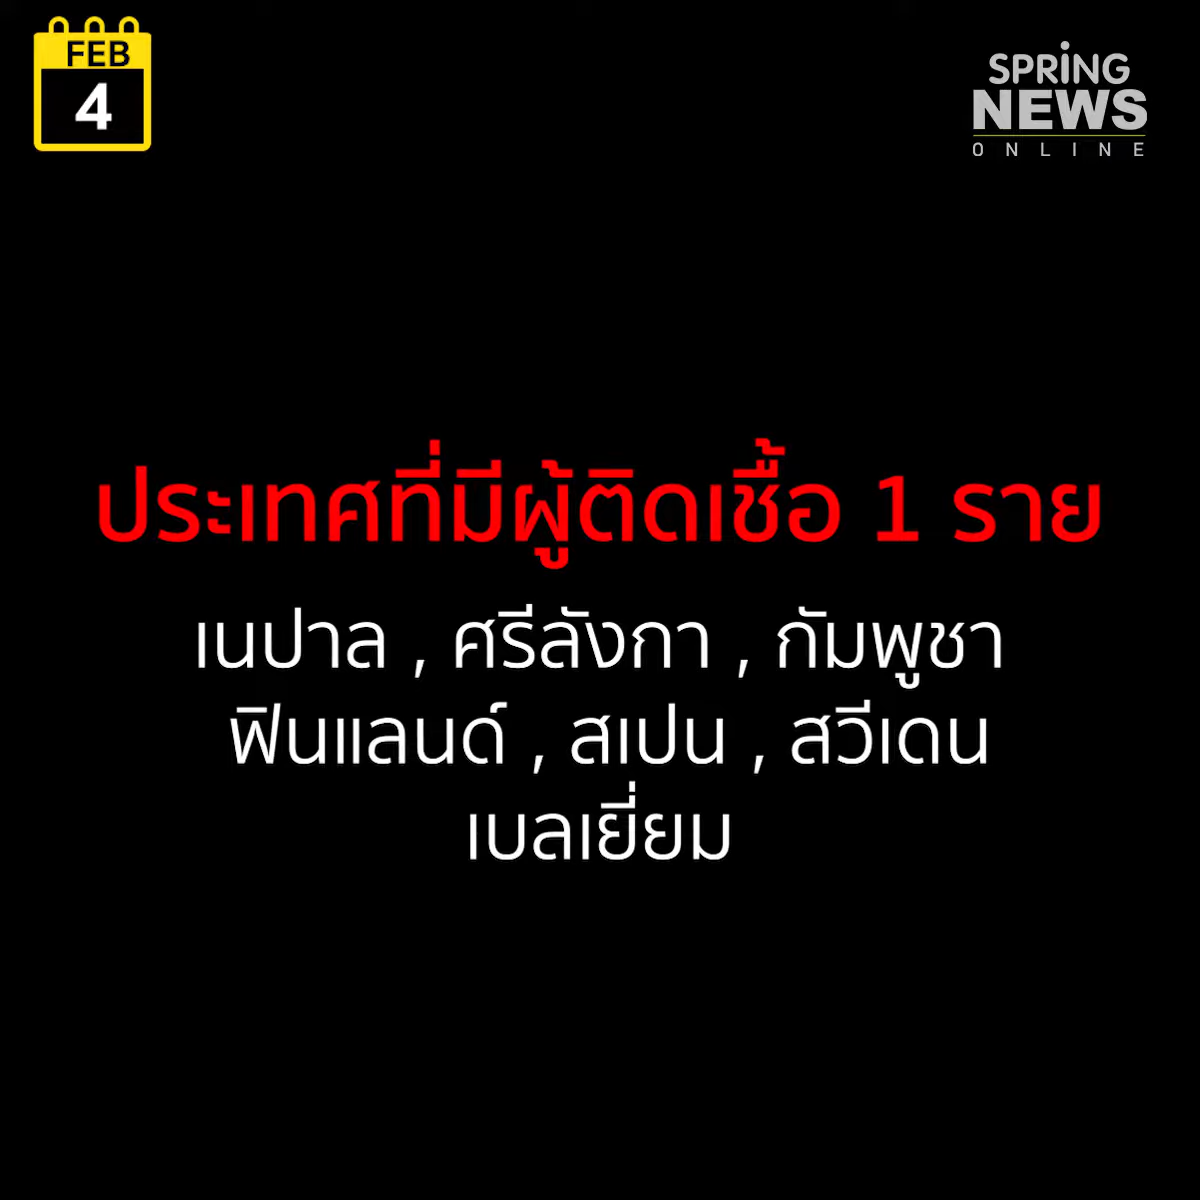 FEB
4
SPRiNG
NEWS
ONLINE
ประเทศที่มีผู้ติดเชื้อ 1 ราย
เนปาล , ศรีลังกา , กัมพูชา
ฟินแลนด์ , สเปน , สวีเดน
เบลเยี่ยม